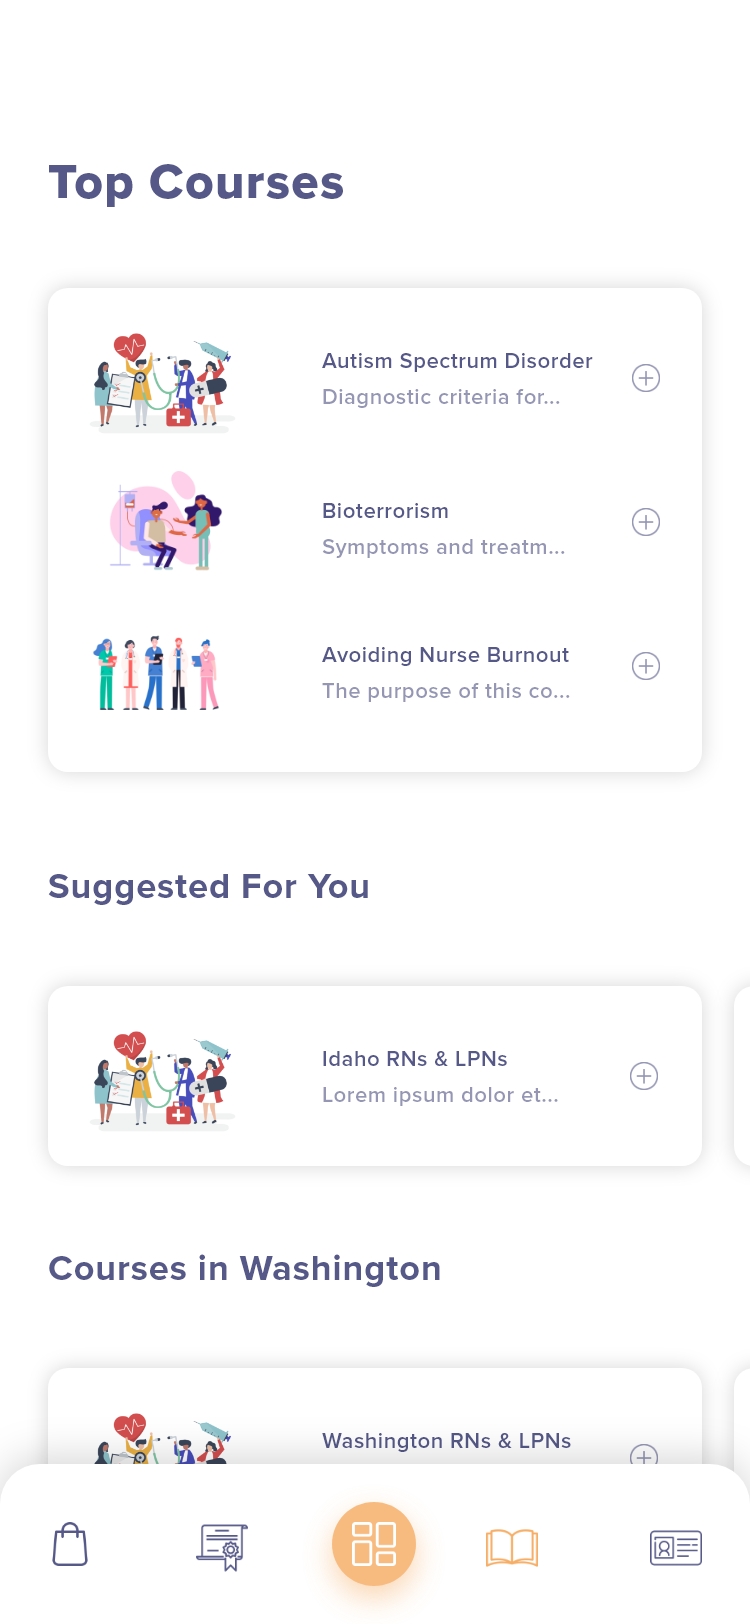 Top Courses
Autism Spectrum Disorder
Diagnostic criteria for...
Bioterrorism
Symptoms and treatm...
Avoiding Nurse Burnout
The purpose of this co...
Suggested For You
Idaho RNs & LPNs
Lorem ipsum dolor et...
Courses in Washington
Washington RNs & LPNs